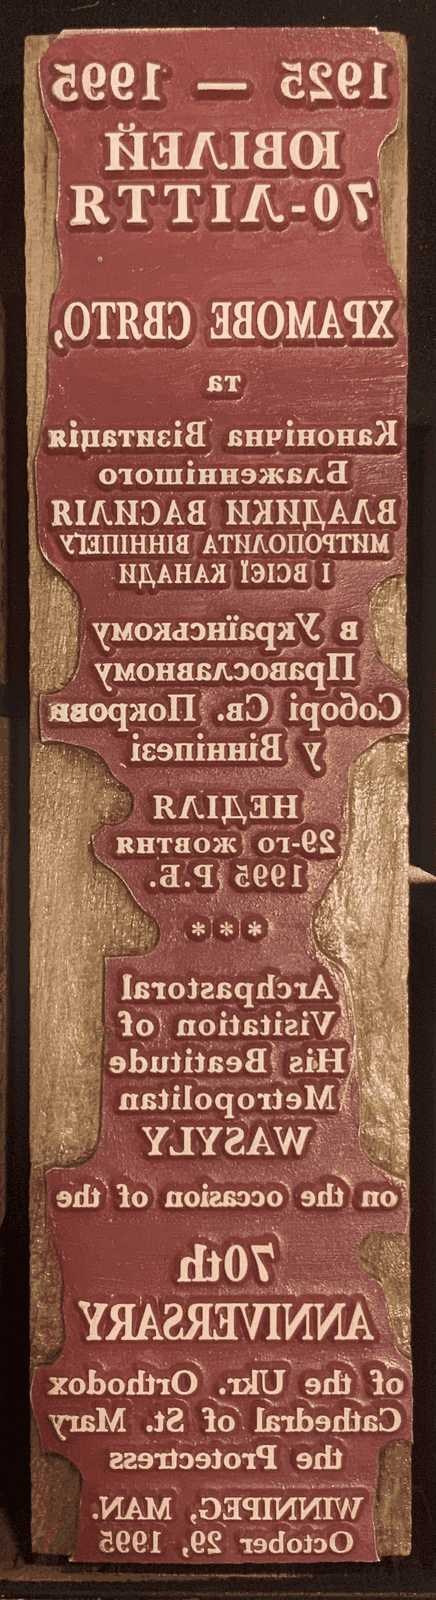 1925 — 1995
ЮВІЛЕЙ
70-ЛІТТЯ
ХРАМОВЕ СВЯТО,
та
Канонічна Візитація
Блаженнішого
ВЛАДИКИ ВАСИЛІЯ
МИТРОПОЛИТА ВІННІПЕҐУ
І ВСІЄЇ КАНАДИ
в Українському
Православному
Соборі Св. Покрови
у Вінніпезі
НЕДІЛЯ
29-го жовтня
1995 Р.Б.
***
Archpastoral
Visitation of
His Beatitude
Metropolitan
WASYLY
on the occasion of the
70th
ANNIVERSARY
of the Ukr. Orthodox
Cathedral of St. Mary
the Protectress
WINNIPEG, MAN.
October 29, 1995